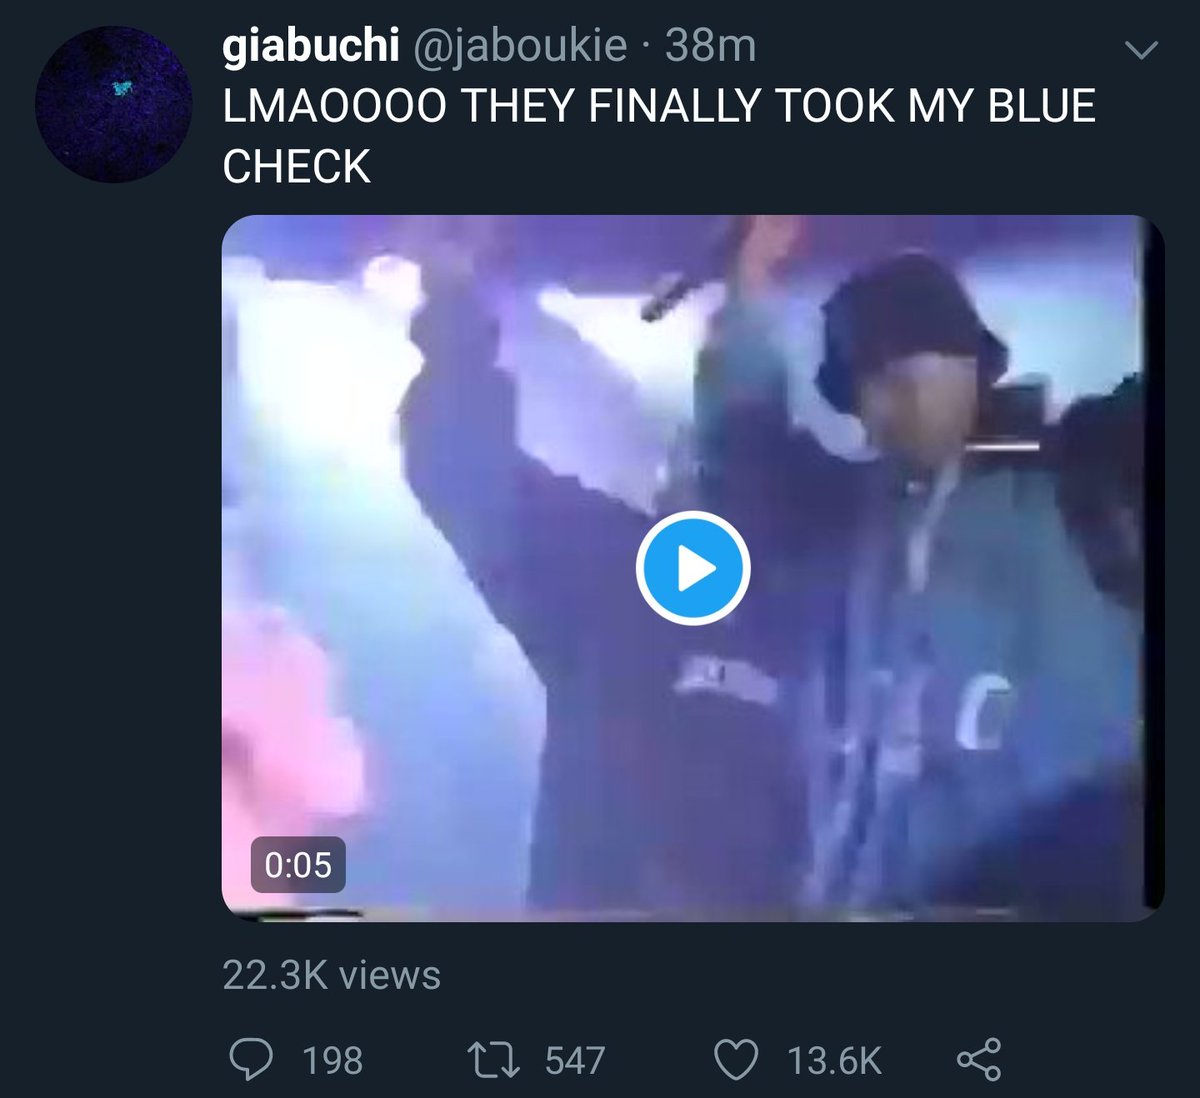 giabuchi @jaboukie · 38m
LMAOOOO THEY FINALLY TOOK MY BLUE
CHECK
C
0:05
22.3K views
198 547 13.6K